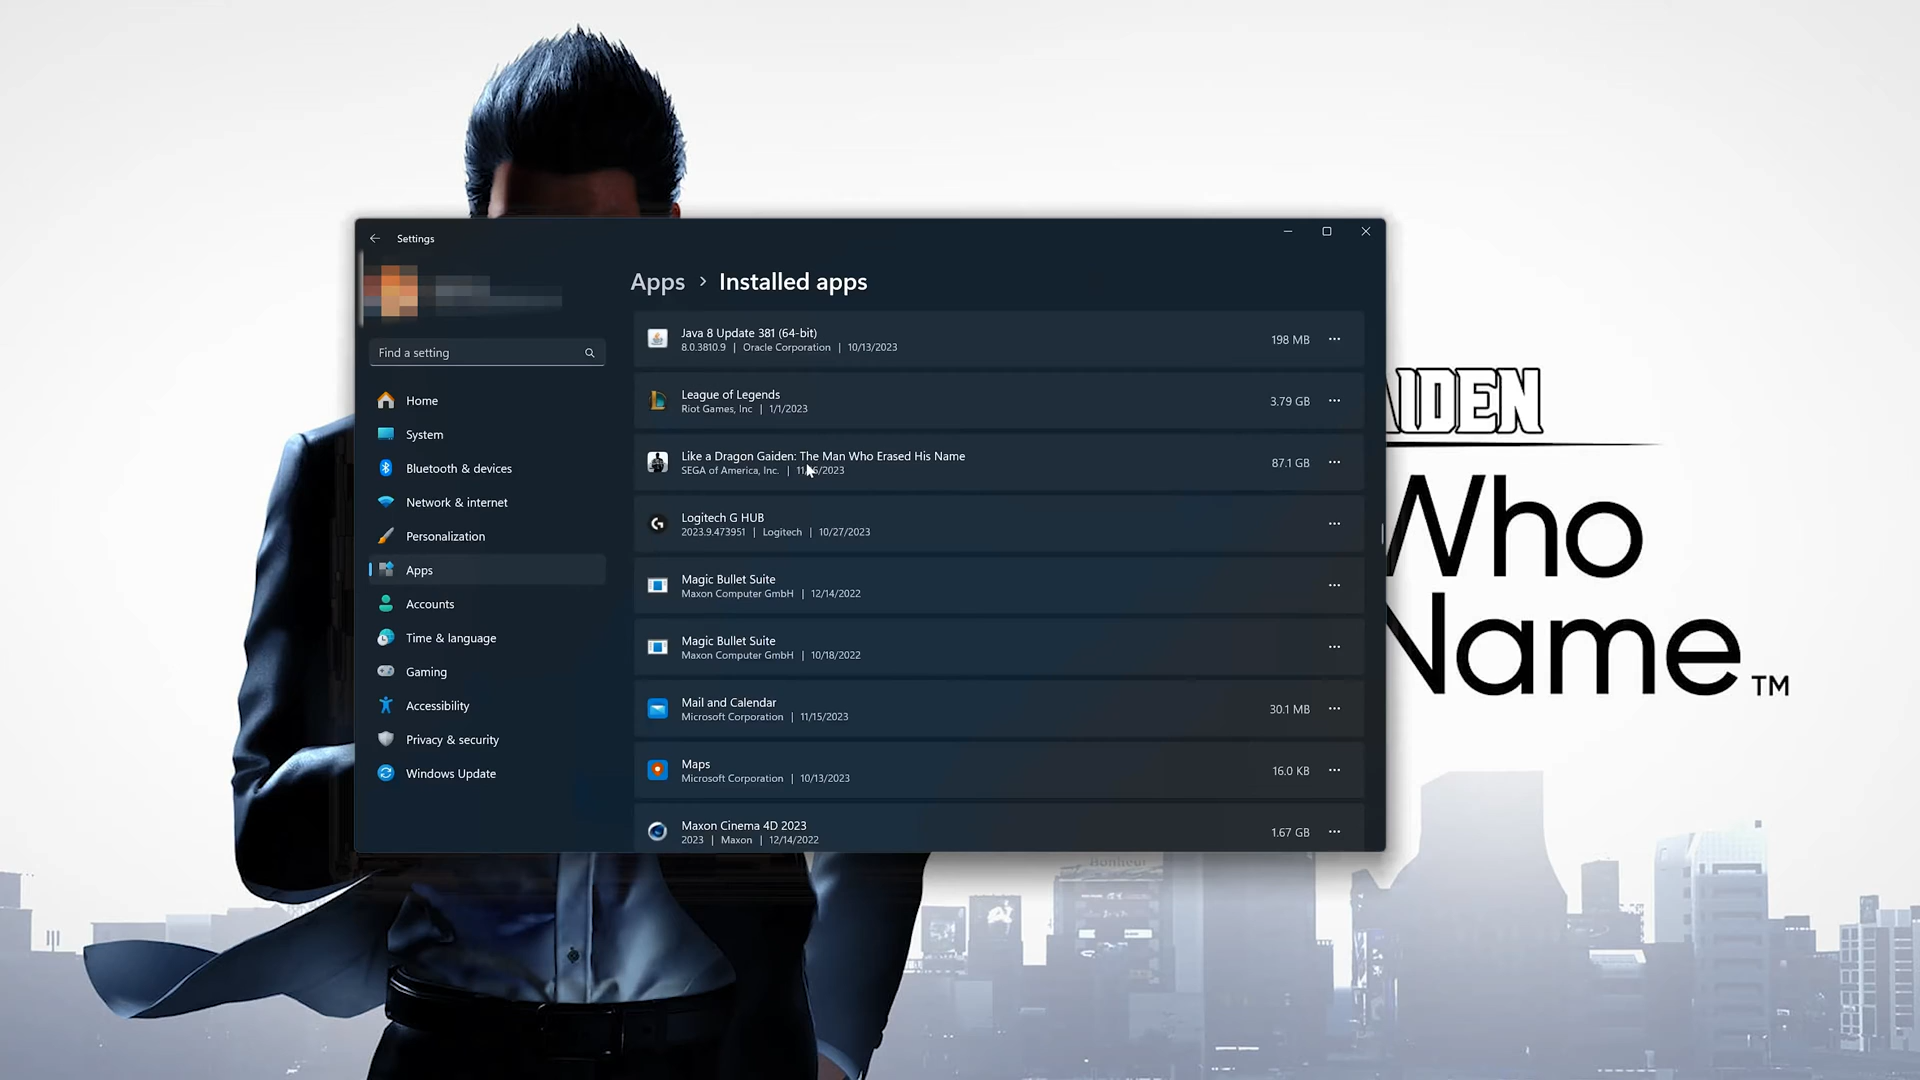 Settings
Find a setting
Home
System
Bluetooth & devices
Network & internet
Personalization
Apps
Accounts
Time & language
Gaming
Accessibility
Privacy & security
Windows Update
Apps > Installed apps
Java 8 Update 381 (64-bit)
8.0.3810.9 | Oracle Corporation | 10/13/2023
198 MB
League of Legends
Riot Games, Inc | 1/1/2023
3.79 GB
Like a Dragon Gaiden: The Man Who Erased His Name
SEGA of America, Inc. | 11/ 6/2023
87.1 GB
Logitech G HUB
2023.9.473951 | Logitech | 10/27/2023
Magic Bullet Suite
Maxon Computer GmbH | 12/14/2022
Magic Bullet Suite
Maxon Computer GmbH | 10/18/2022
Mail and Calendar
Microsoft Corporation | 11/15/2023
30.1 MB
Maps
Microsoft Corporation | 10/13/2023
16.0 KB
Maxon Cinema 4D 2023
2023 | Maxon | 12/14/2022
1.67 GB
AIDEN
Who
Name TM
Bonheur